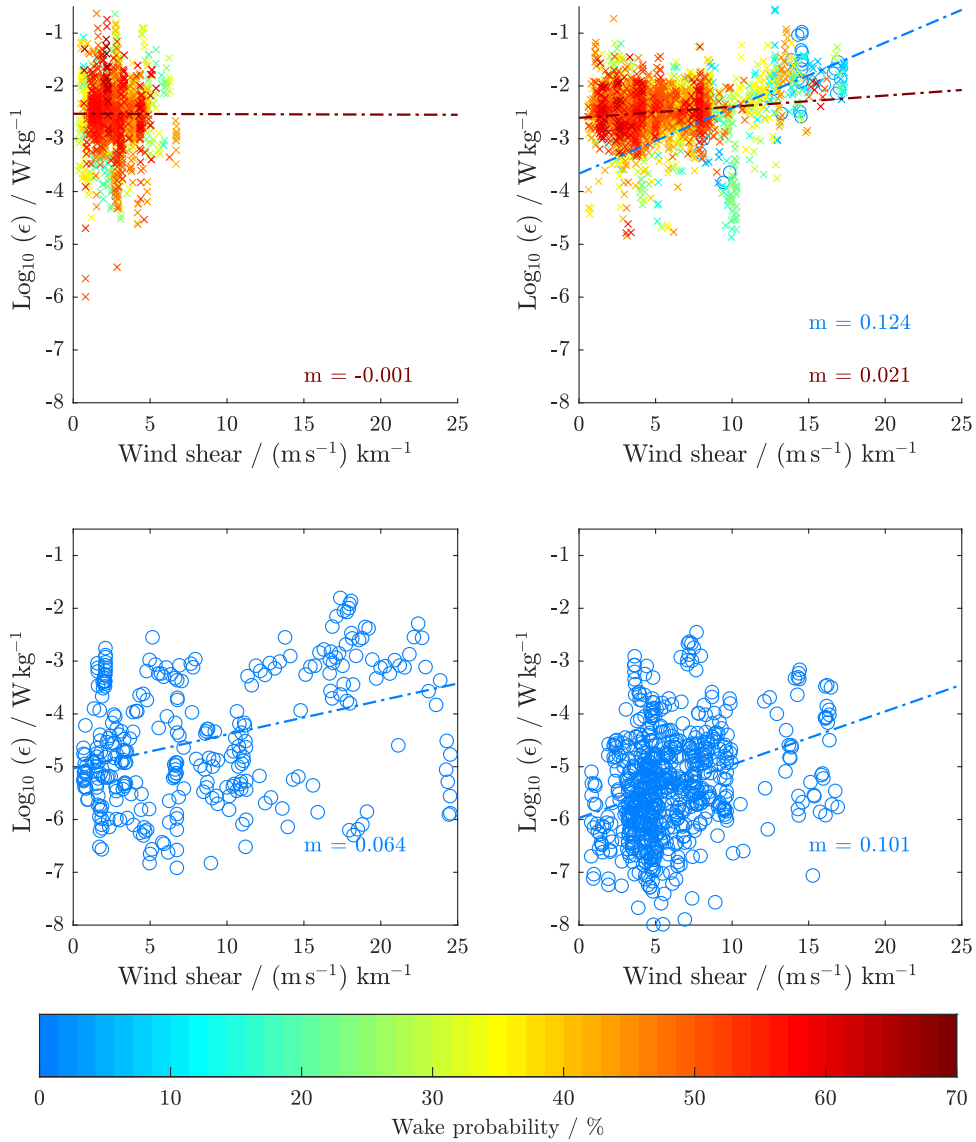 -1
-2
-3
-4
-5
-6
-7
-8
Log₁₀ (ϵ) / W kg⁻¹
m = -0.001
0 5 10 15 20 25
Wind shear / (m s⁻¹) km⁻¹
-1
-2
-3
-4
-5
-6
-7
-8
Log₁₀ (ϵ) / W kg⁻¹
m = 0.124
m = 0.021
0 5 10 15 20 25
Wind shear / (m s⁻¹) km⁻¹
-1
-2
-3
-4
-5
-6
-7
-8
Log₁₀ (ϵ) / W kg⁻¹
m = 0.064
0 5 10 15 20 25
Wind shear / (m s⁻¹) km⁻¹
-1
-2
-3
-4
-5
-6
-7
-8
Log₁₀ (ϵ) / W kg⁻¹
m = 0.101
0 5 10 15 20 25
Wind shear / (m s⁻¹) km⁻¹
0 10 20 30 40 50 60 70
Wake probability / %